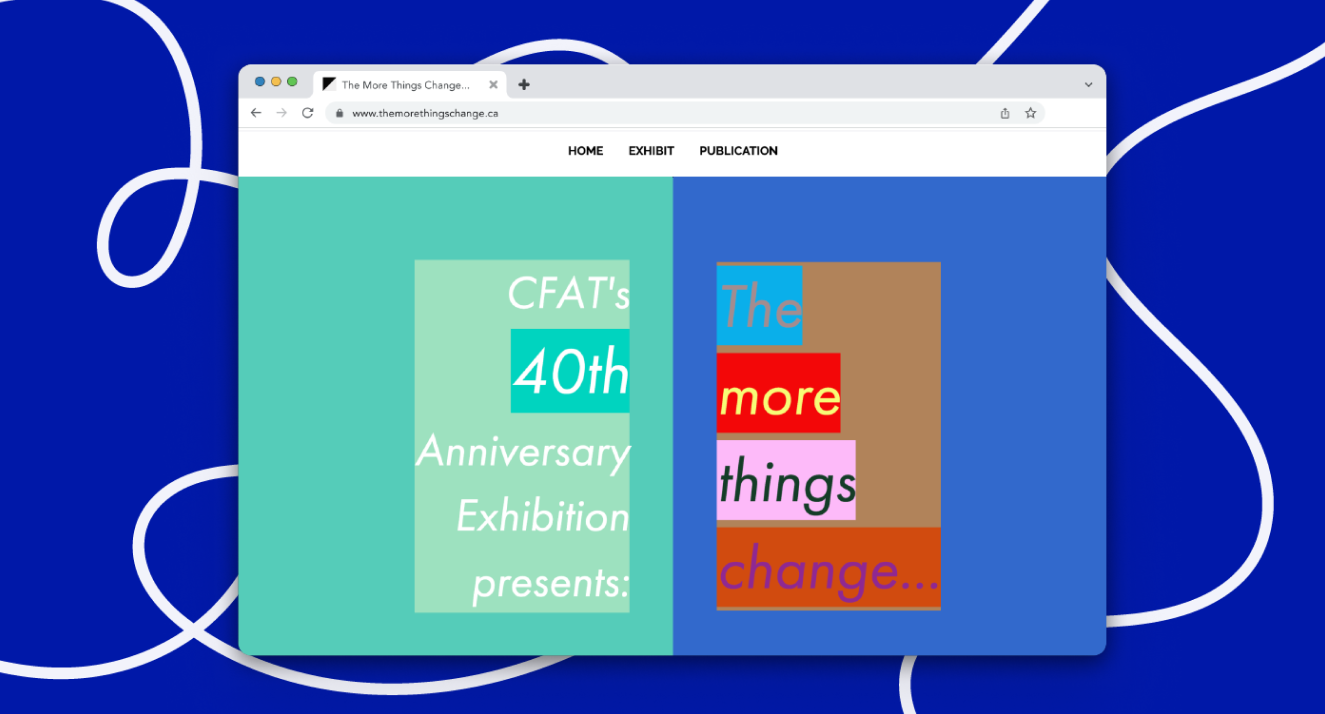 The More Things Change...
www.themorethingschange.ca
HOME EXHIBIT PUBLICATION
CFAT's
40th
Anniversary
Exhibition
presents:
The
more
things
change...